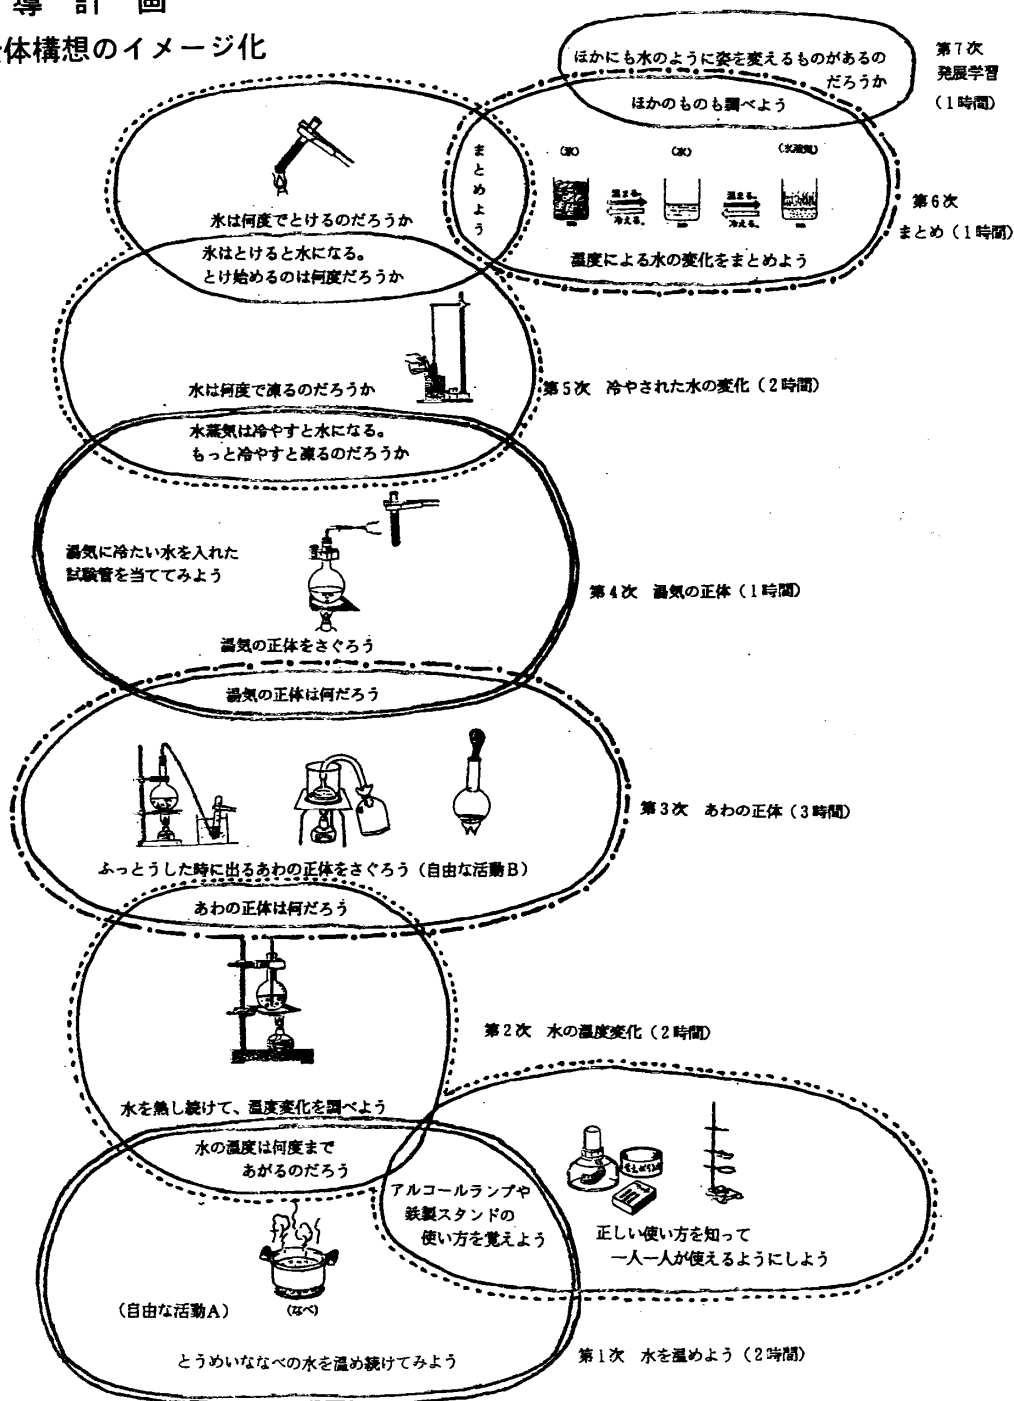 導 計 画
体構想のイメージ化
ほかにも水のように姿を変えるものがあるの
だろうか
ほかのものも調べよう
第7次
発展学習
(1時間)
まとめよう
(氷)
(水)
(水蒸気)
温まる。
冷える。
温まる。
冷える。
温度による水の変化をまとめよう
第6次
まとめ(1時間)
氷は何度でとけるのだろうか
氷はとけると水になる。
とけ始めるのは何度だろうか
水は何度で凍るのだろうか
第5次 冷やされた水の変化(2時間)
水蒸気は冷やすと水になる。
もっと冷やすと凍るのだろうか
湯気に冷たい水を入れた
試験管を当ててみよう
湯気の正体をさぐろう
第4次 湯気の正体(1時間)
湯気の正体は何だろう
ふっとうした時に出るあわの正体をさぐろう(自由な活動B)
第3次 あわの正体(3時間)
あわの正体は何だろう
水を熱し続けて、温度変化を調べよう
第2次 水の温度変化(2時間)
水の温度は何度まで
あがるのだろう
アルコールランプや
鉄製スタンドの
使い方を覚えよう
正しい使い方を知って
一人一人が使えるようにしよう
(自由な活動A)
(なべ)
とうめいななべの水を温め続けてみよう
第1次 水を温めよう(2時間)